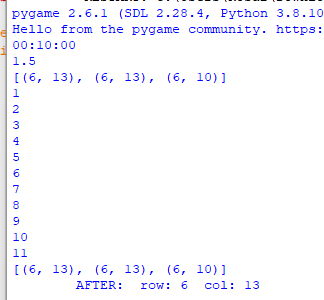 pygame 2.6.1 (SDL 2.28.4, Python 3.8.10
Hello from the pygame community. https:
00:10:00
1.5
[(6, 13), (6, 13), (6, 10)]
1
2
3
4
5
6
7
8
9
10
11
[(6, 13), (6, 13), (6, 10)]
AFTER:  row: 6  col: 13